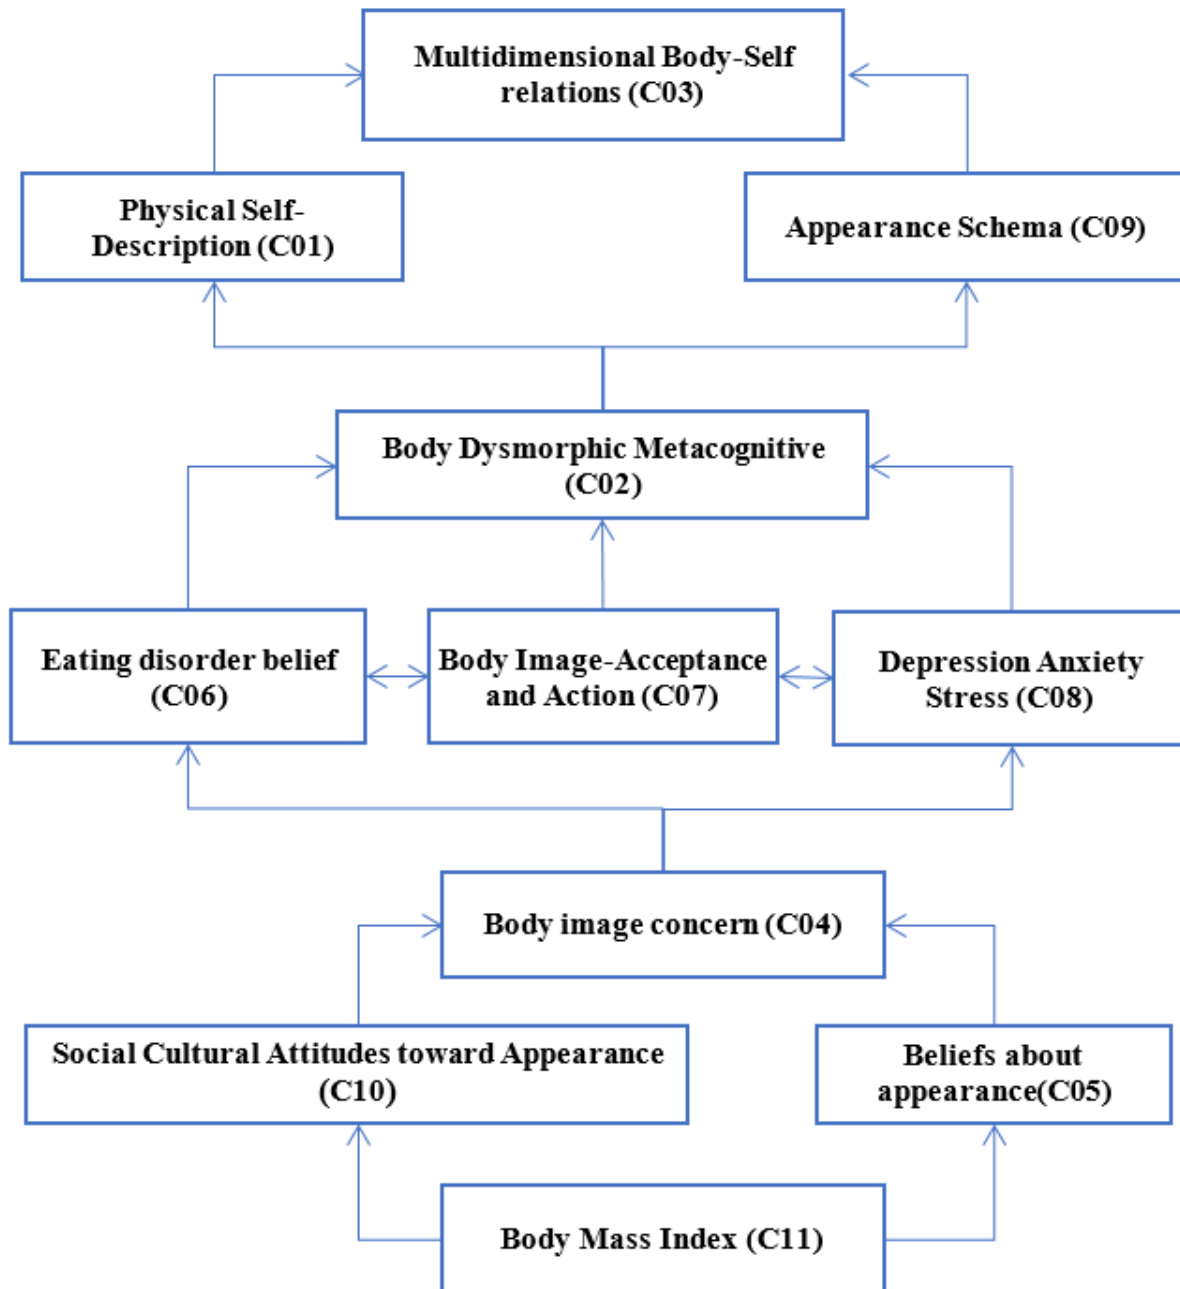 Multidimensional Body-Self
relations (C03)
Physical Self-
Description (C01)
Appearance Schema (C09)
Body Dysmorphic Metacognitive
(C02)
Eating disorder belief
(C06)
Body Image-Acceptance
and Action (C07)
Depression Anxiety
Stress (C08)
Body image concern (C04)
Social Cultural Attitudes toward Appearance
(C10)
Beliefs about
appearance(C05)
Body Mass Index (C11)